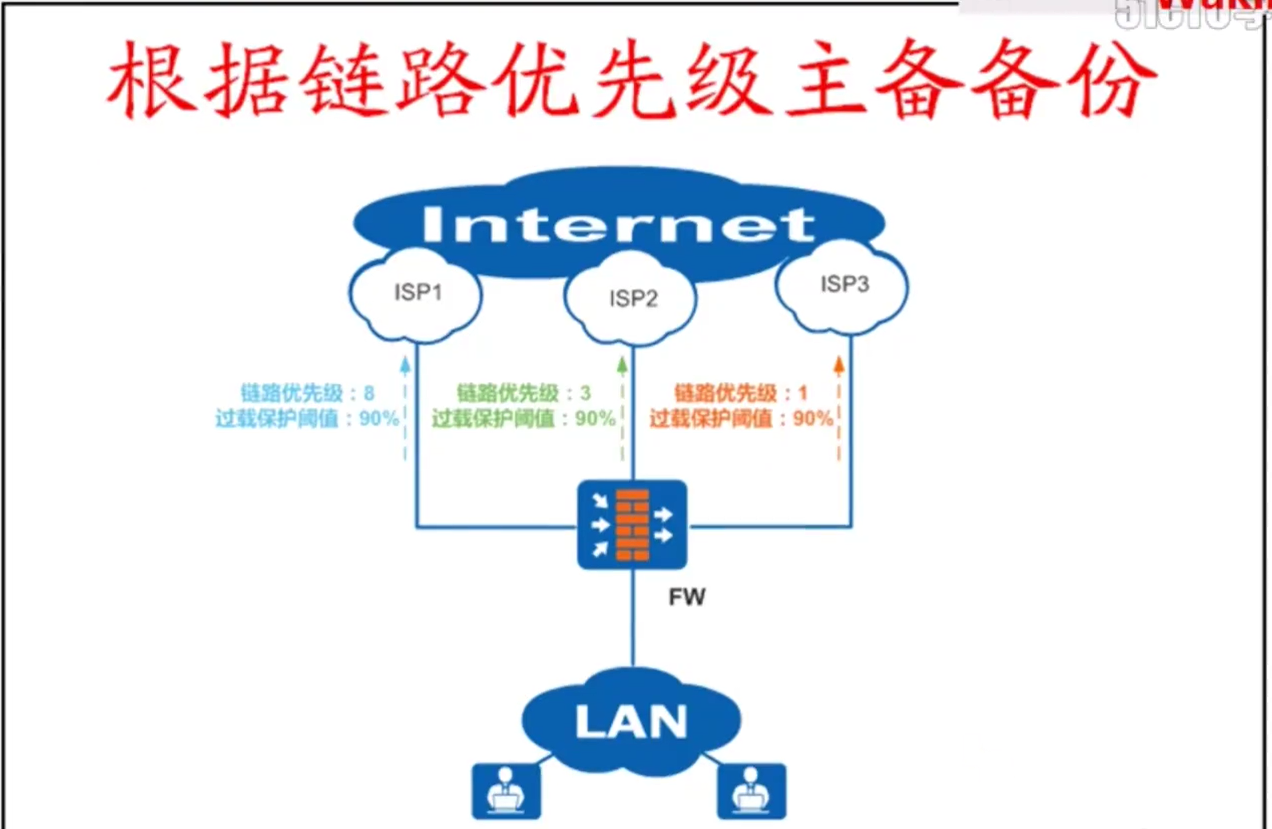 根据链路优先级主备备份
Internet
ISP1
ISP2
ISP3
链路优先级：8
过载保护阈值：90%
链路优先级：3
过载保护阈值：90%
链路优先级：1
过载保护阈值：90%
FW
LAN